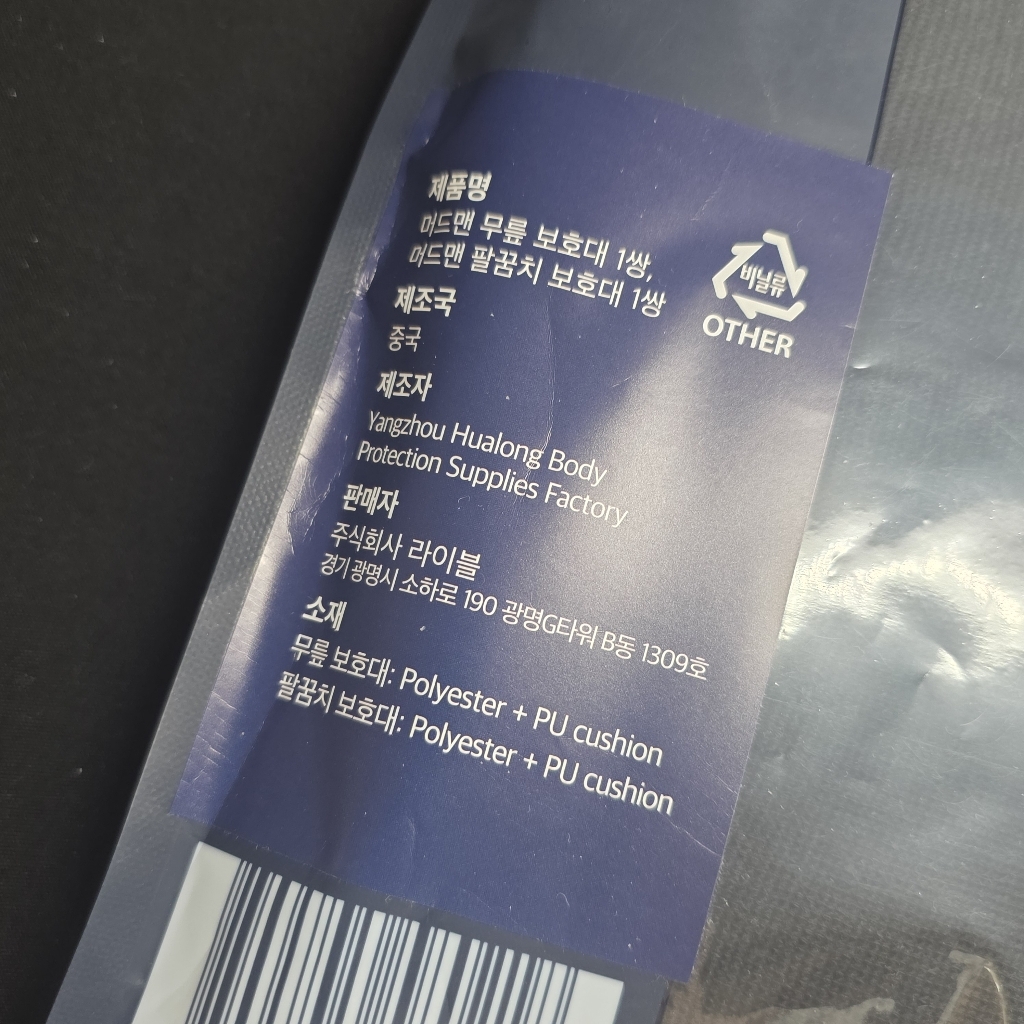 제품명
머드맨 무릎 보호대 1쌍,
머드맨 팔꿈치 보호대 1쌍
비닐류
OTHER
제조국
중국
제조자
Yangzhou Hualong Body
Protection Supplies Factory
판매자
주식회사 라이블
경기 광명시 소하로 190 광명G타워 B동 1309호
소재
무릎 보호대: Polyester + PU cushion
팔꿈치 보호대: Polyester + PU cushion